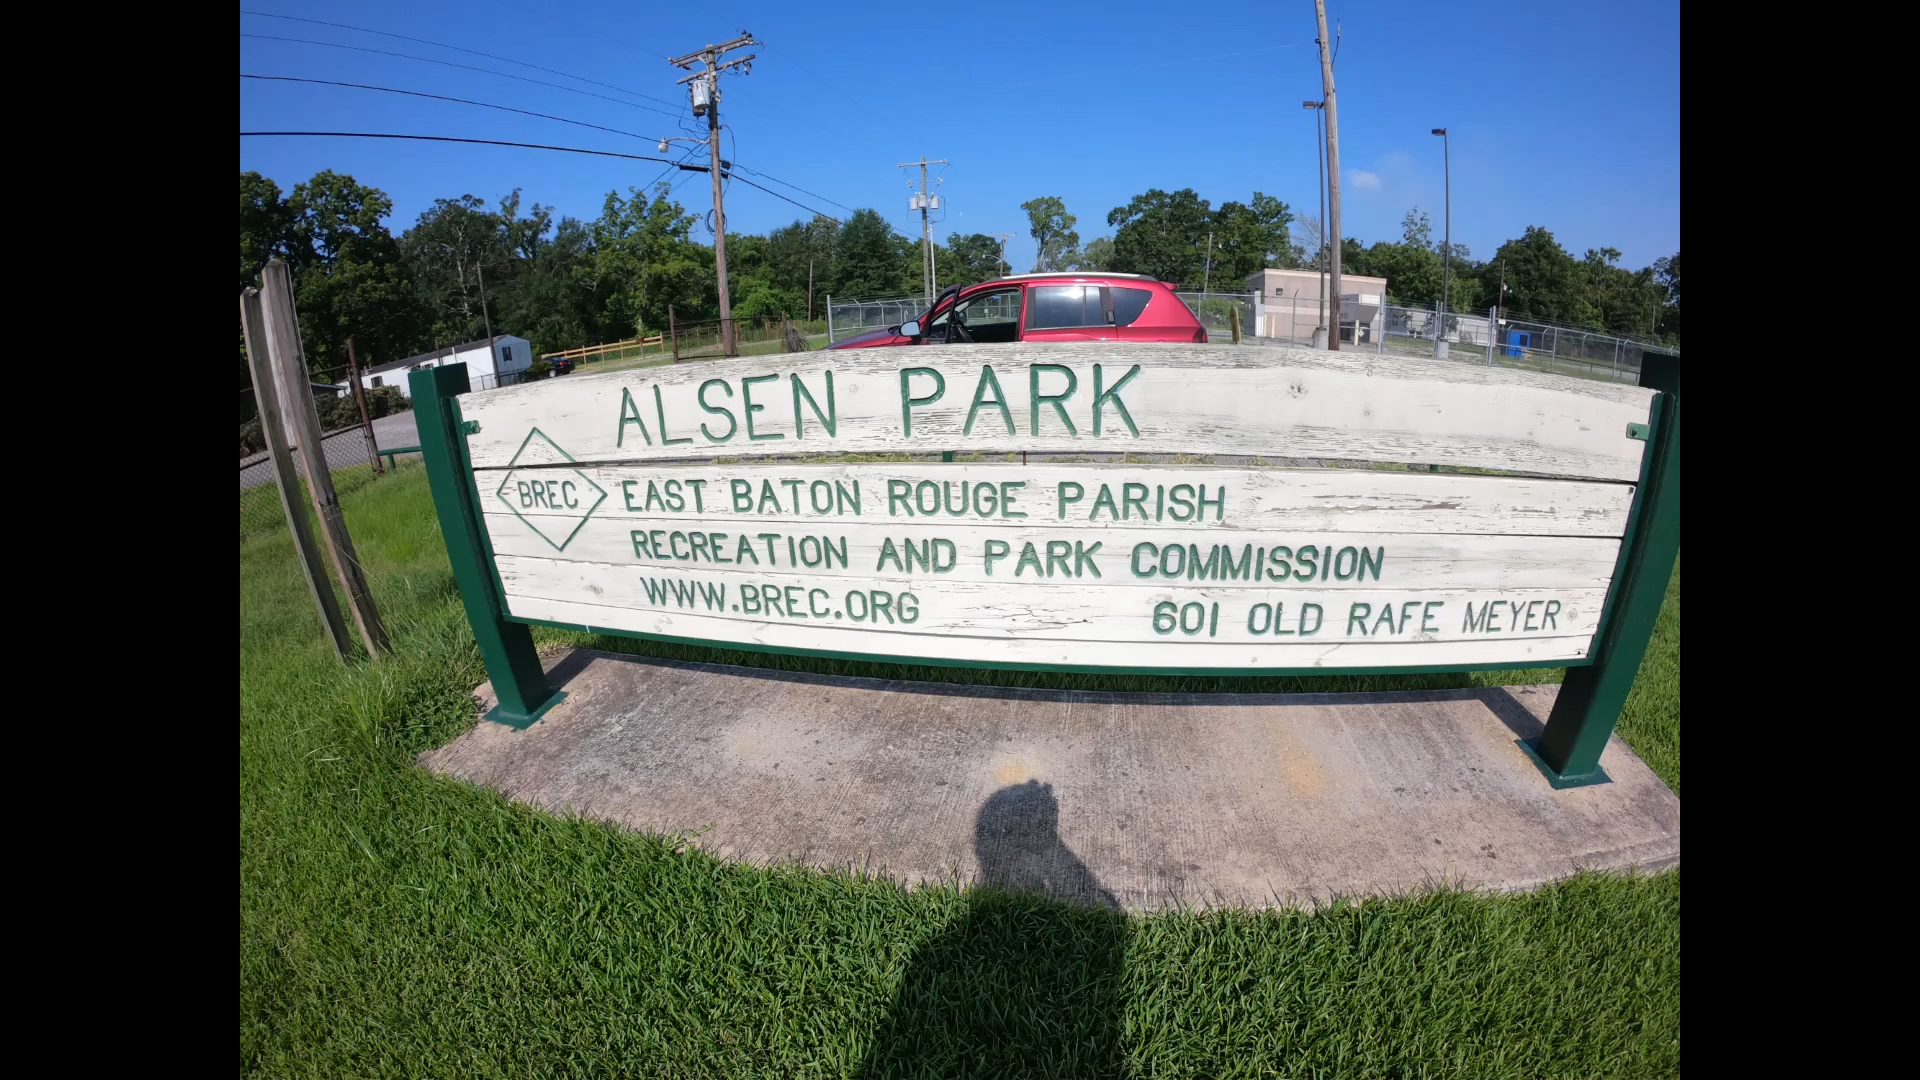 ALSEN PARK
BREC
EAST BATON ROUGE PARISH
RECREATION AND PARK COMMISSION
WWW.BREC.ORG 601 OLD RAFE MEYER